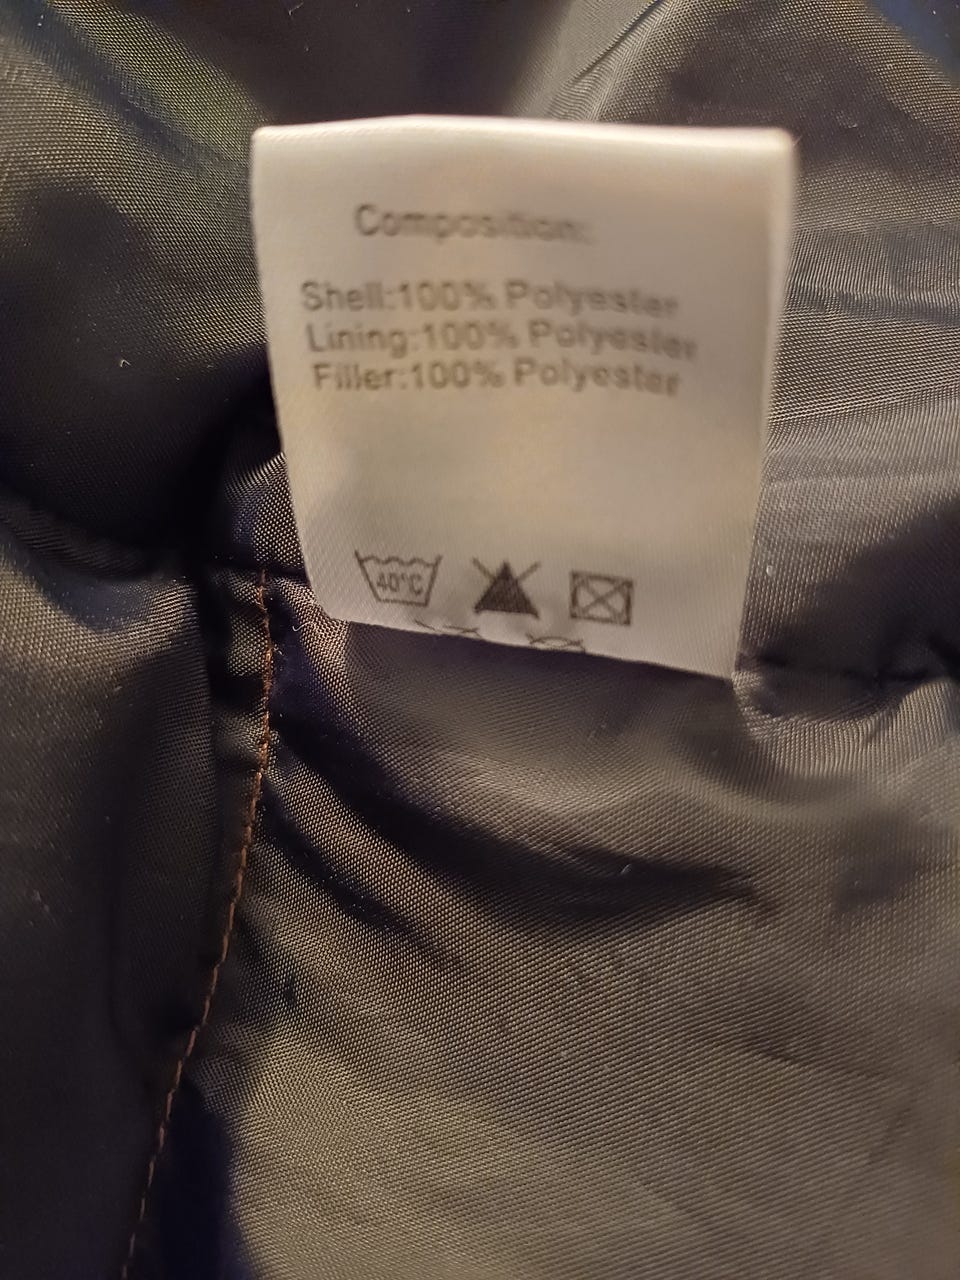 Composition:
Shell:100% Polyester
Lining:100% Polyester
Filler:100% Polyester
40°C